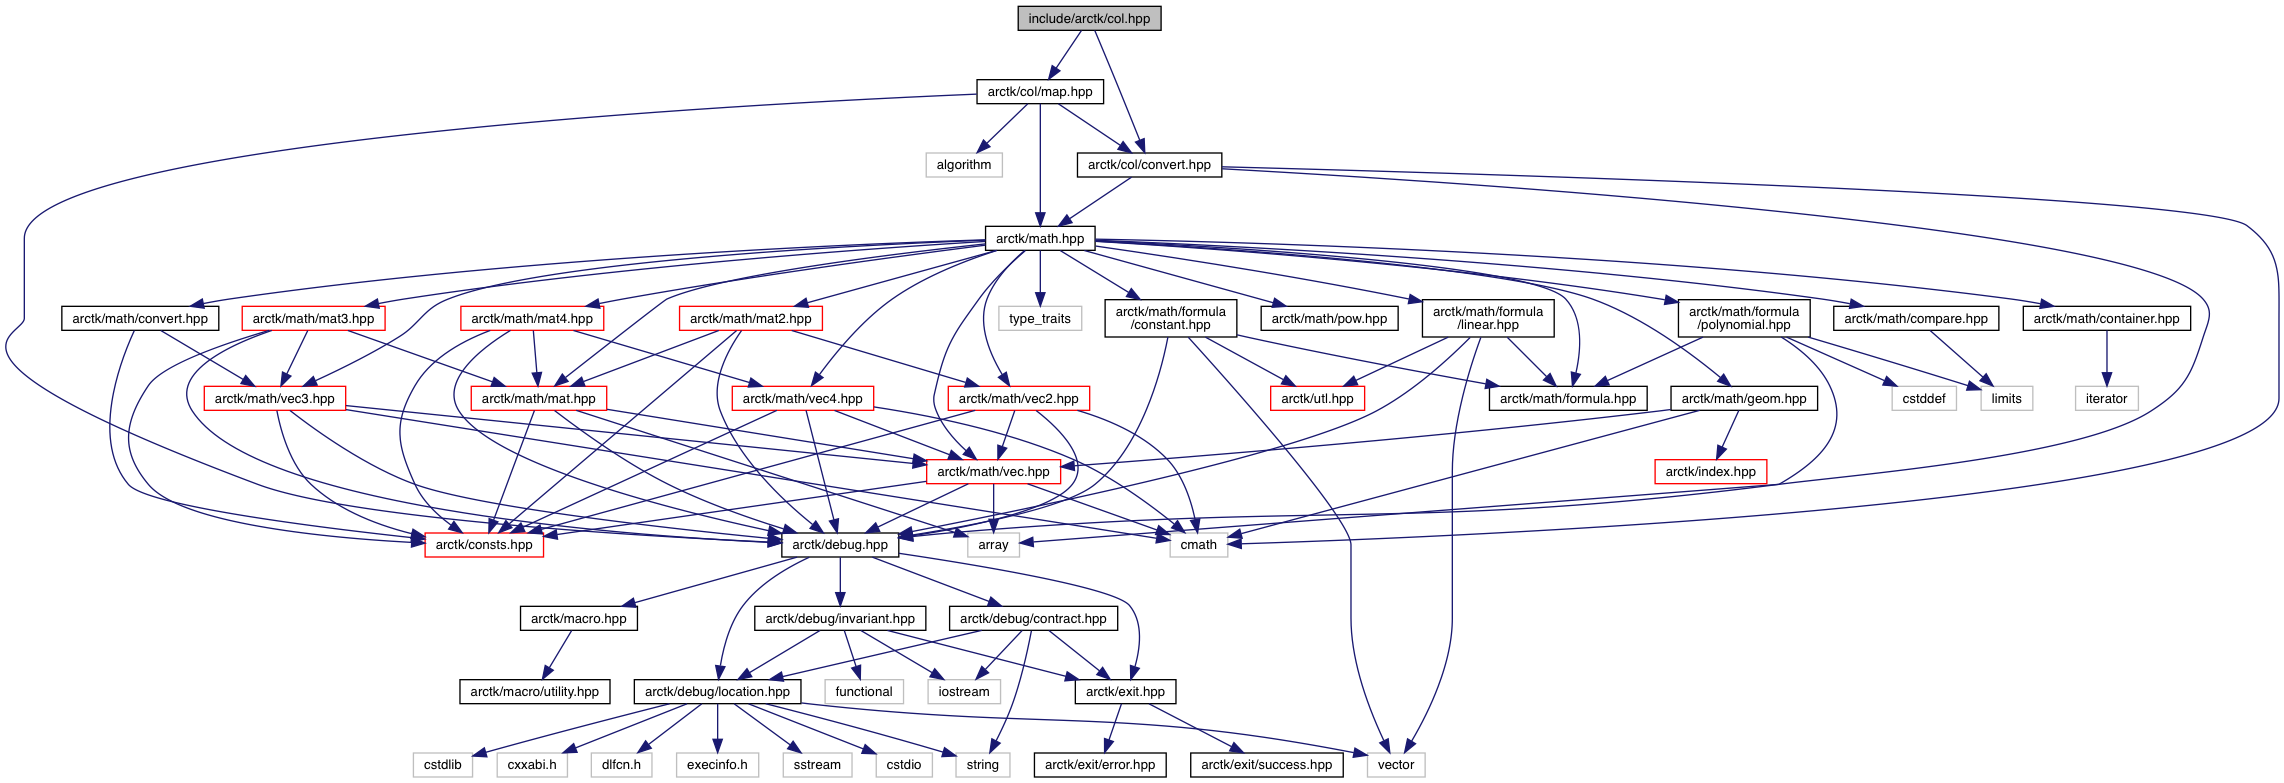 include/arctk/col.hpp
arctk/col/map.hpp
algorithm
arctk/col/convert.hpp
arctk/math.hpp
arctk/math/convert.hpp
arctk/math/mat3.hpp
arctk/math/mat4.hpp
arctk/math/mat2.hpp
type_traits
arctk/math/formula
/constant.hpp
arctk/math/pow.hpp
arctk/math/formula
/linear.hpp
arctk/math/formula
/polynomial.hpp
arctk/math/compare.hpp
arctk/math/container.hpp
arctk/math/vec3.hpp
arctk/math/mat.hpp
arctk/math/vec4.hpp
arctk/math/vec2.hpp
arctk/utl.hpp
arctk/math/formula.hpp
arctk/math/geom.hpp
cstddef
limits
iterator
arctk/math/vec.hpp
arctk/index.hpp
arctk/consts.hpp
arctk/debug.hpp
array
cmath
arctk/macro.hpp
arctk/debug/invariant.hpp
arctk/debug/contract.hpp
arctk/macro/utility.hpp
arctk/debug/location.hpp
functional
iostream
arctk/exit.hpp
cstdlib
cxxabi.h
dlfcn.h
execinfo.h
sstream
cstdio
string
arctk/exit/error.hpp
arctk/exit/success.hpp
vector